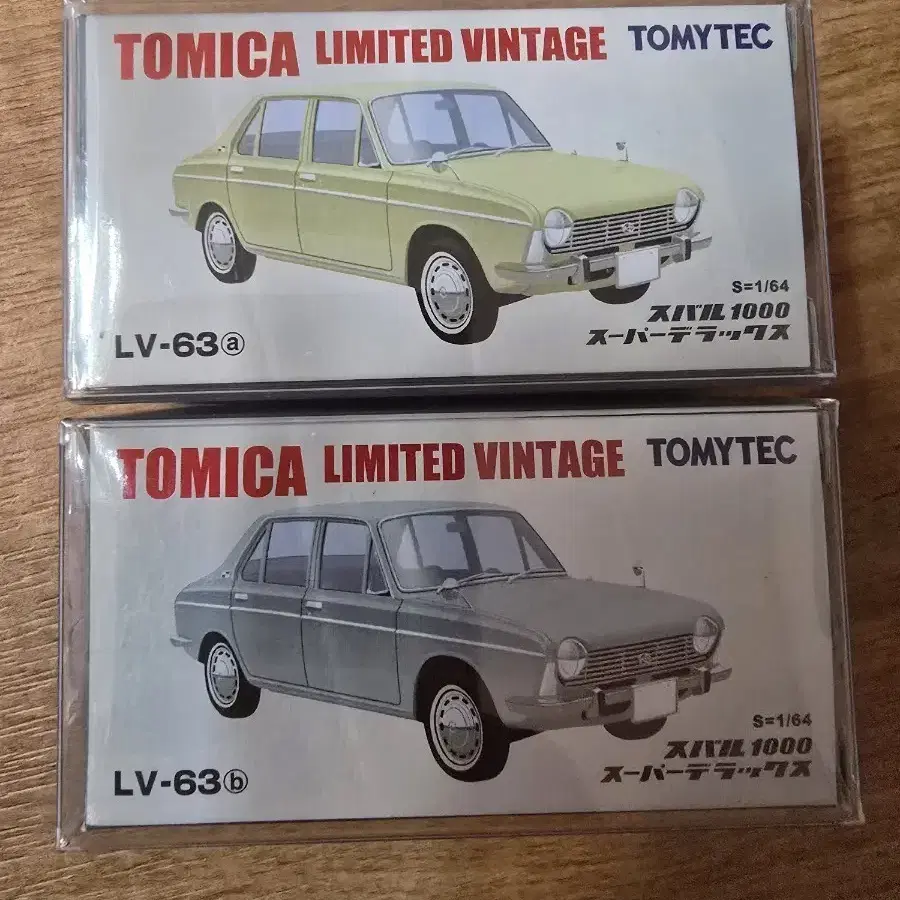 TOMICA LIMITED VINTAGE TOMYTEC
S=1/64
スバル1000
スーパーデラックス
LV-63ⓐ
TOMICA LIMITED VINTAGE TOMYTEC
S=1/64
スバル1000
スーパーデラックス
LV-63ⓑ